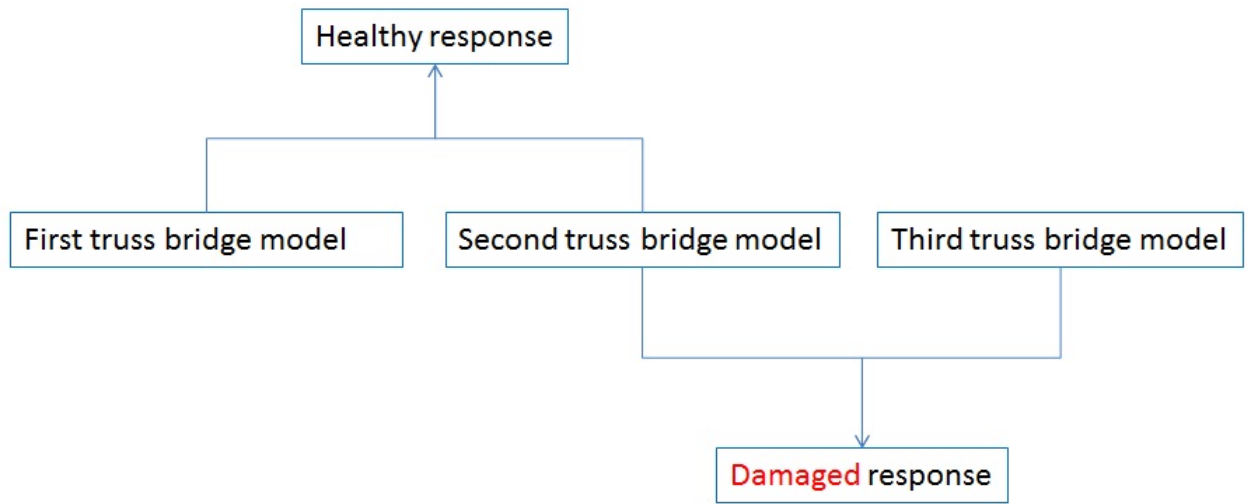 Healthy response
First truss bridge model
Second truss bridge model
Third truss bridge model
Damaged response